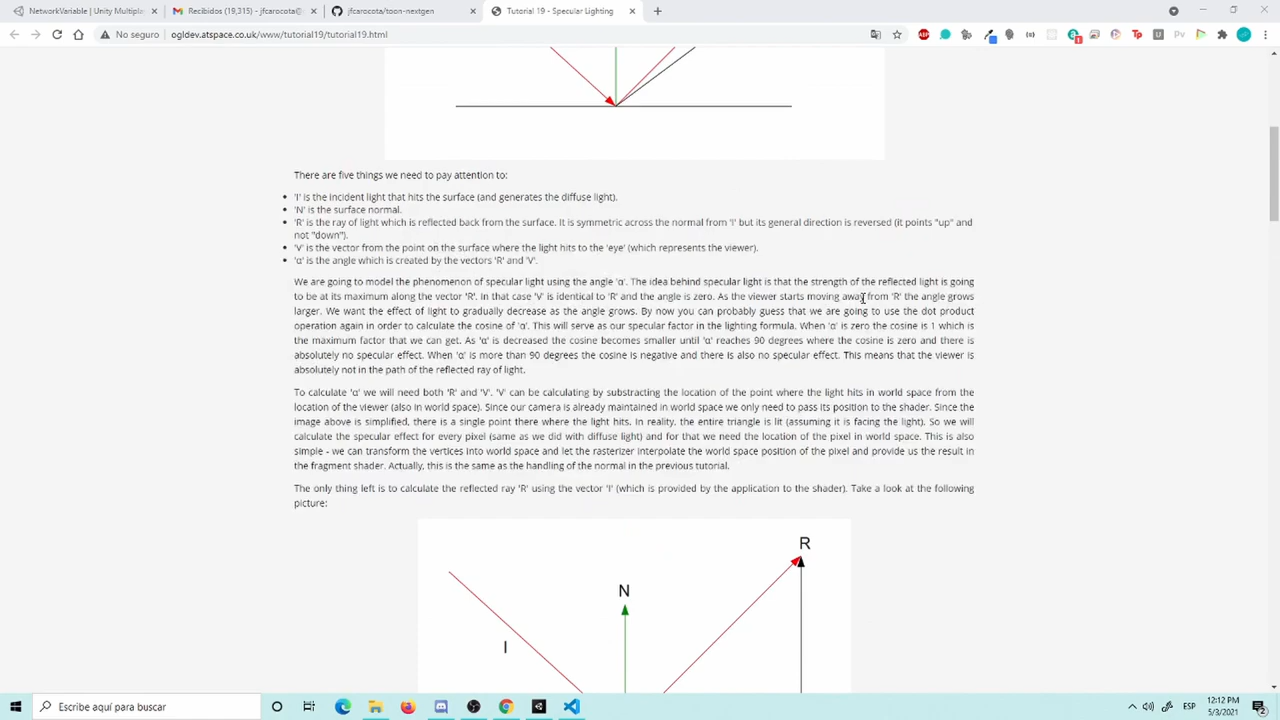 NetworkVariable | Unity Multipla
Recibidos (19,315) - jfcarocota@
jfcarocota/toon-nextgen
Tutorial 19 - Specular Lighting
No seguro
ogldev.atspace.co.uk/www/tutorial19/tutorial19.html
There are five things we need to pay attention to:
'I' is the incident light that hits the surface (and generates the diffuse light).
'N' is the surface normal.
'R' is the ray of light which is reflected back from the surface. It is symmetric across the normal from 'I' but its general direction is reversed (it points "up" and
not "down").
'V' is the vector from the point on the surface where the light hits to the 'eye' (which represents the viewer).
'α' is the angle which is created by the vectors 'R' and 'V'.
We are going to model the phenomenon of specular light using the angle 'α'. The idea behind specular light is that the strength of the reflected light is going
to be at its maximum along the vector 'R'. In that case 'V' is identical to 'R' and the angle is zero. As the viewer starts moving away from 'R' the angle grows
larger. We want the effect of light to gradually decrease as the angle grows. By now you can probably guess that we are going to use the dot product
operation again in order to calculate the cosine of 'α'. This will serve as our specular factor in the lighting formula. When 'α' is zero the cosine is 1 which is
the maximum factor that we can get. As 'α' is decreased the cosine becomes smaller until 'α' reaches 90 degrees where the cosine is zero and there is
absolutely no specular effect. When 'α' is more than 90 degrees the cosine is negative and there is also no specular effect. This means that the viewer is
absolutely not in the path of the reflected ray of light.
To calculate 'α' we will need both 'R' and 'V'. 'V' can be calculating by substracting the location of the point where the light hits in world space from the
location of the viewer (also in world space). Since our camera is already maintained in world space we only need to pass its position to the shader. Since the
image above is simplified, there is a single point there where the light hits. In reality, the entire triangle is lit (assuming it is facing the light). So we will
calculate the specular effect for every pixel (same as we did with diffuse light) and for that we need the location of the pixel in world space. This is also
simple - we can transform the vertices into world space and let the rasterizer interpolate the world space position of the pixel and provide us the result in
the fragment shader. Actually, this is the same as the handling of the normal in the previous tutorial.
The only thing left is to calculate the reflected ray 'R' using the vector 'I' (which is provided by the application to the shader). Take a look at the following
picture:
R
N
I
Escribe aquí para buscar
ESP
12:12 PM
5/3/2021